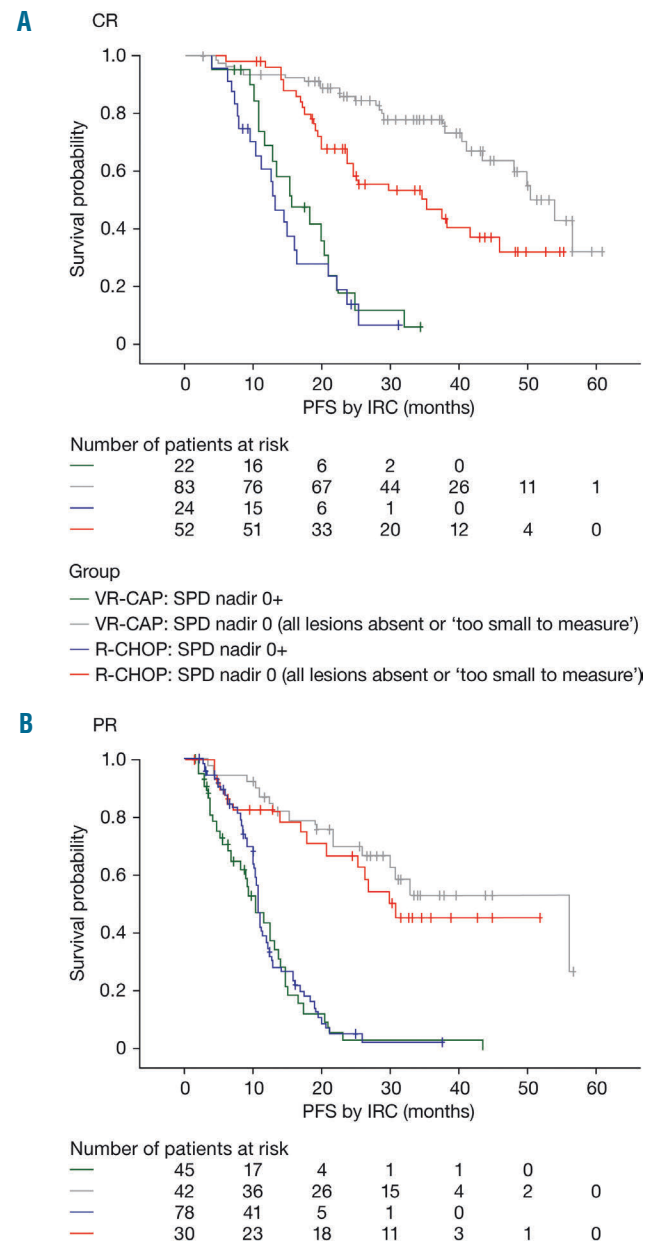 A CR
1.0
0.8
0.6
0.4
0.2
0
Survival probability
0 10 20 30 40 50 60
PFS by IRC (months)
Number of patients at risk
22 16 6 2 0
83 76 67 44 26 11 1
24 15 6 1 0
52 51 33 20 12 4 0
Group
VR-CAP: SPD nadir 0+
VR-CAP: SPD nadir 0 (all lesions absent or ‘too small to measure’)
R-CHOP: SPD nadir 0+
R-CHOP: SPD nadir 0 (all lesions absent or ‘too small to measure’)
B PR
1.0
0.8
0.6
0.4
0.2
0
Survival probability
0 10 20 30 40 50 60
PFS by IRC (months)
Number of patients at risk
45 17 4 1 1 0
42 36 26 15 4 2 0
78 41 5 1 0
30 23 18 11 3 1 0